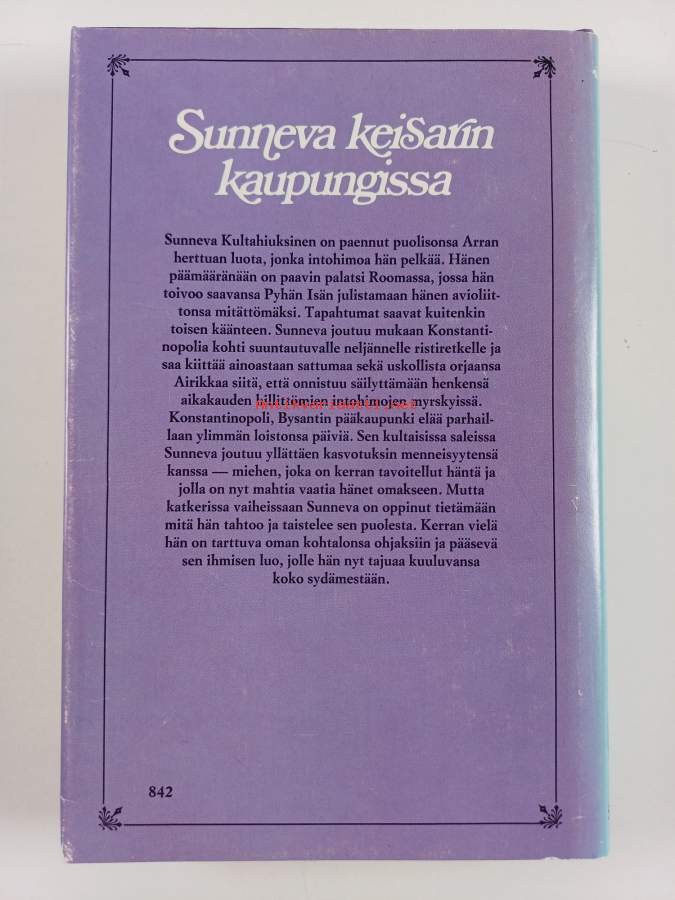 Sunneva keisarin
kaupungissa
Sunneva Kultahiuksinen on paennut puolisonsa Arran
herttuan luota, jonka intohimoa hän pelkää. Hänen
päämääränään on paavin palatsi Roomassa, jossa hän
toivoo saavansa Pyhän Isän julistamaan hänen avioliit-
tonsa mitättömäksi. Tapahtumat saavat kuitenkin
toisen käänteen. Sunneva joutuu mukaan Konstanti-
nopolia kohti suuntautuvalle neljännelle ristiretkelle ja
saa kiittää ainoastaan sattumaa sekä uskollista orjaansa
Airikkaa siitä, että onnistuu säilyttämään henkensä
aikakauden hillittömien intohimojen myrskyissä.
Antikvariaatti.net
Konstantinopoli, Bysantin pääkaupunki elää parhail-
laan ylimmän loistonsa päiviä. Sen kultaisissa saleissa
Sunneva joutuu yllättäen kasvotuksin menneisyytensä
kanssa — miehen, joka on kerran tavoitellut häntä ja
jolla on nyt mahtia vaatia hänet omakseen. Mutta
katkerissa vaiheissaan Sunneva on oppinut tietämään
mitä hän tahtoo ja taistelee sen puolesta. Kerran vielä
hän on tarttuva oman kohtalonsa ohjaksiin ja pääsevä
sen ihmisen luo, jolle hän nyt tajuaa kuuluvansa
koko sydämestään.
842